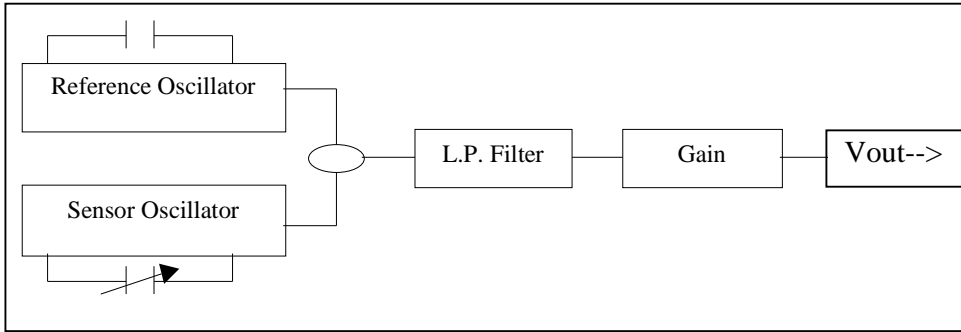 Reference Oscillator
L.P. Filter
Gain
Vout-->
Sensor Oscillator